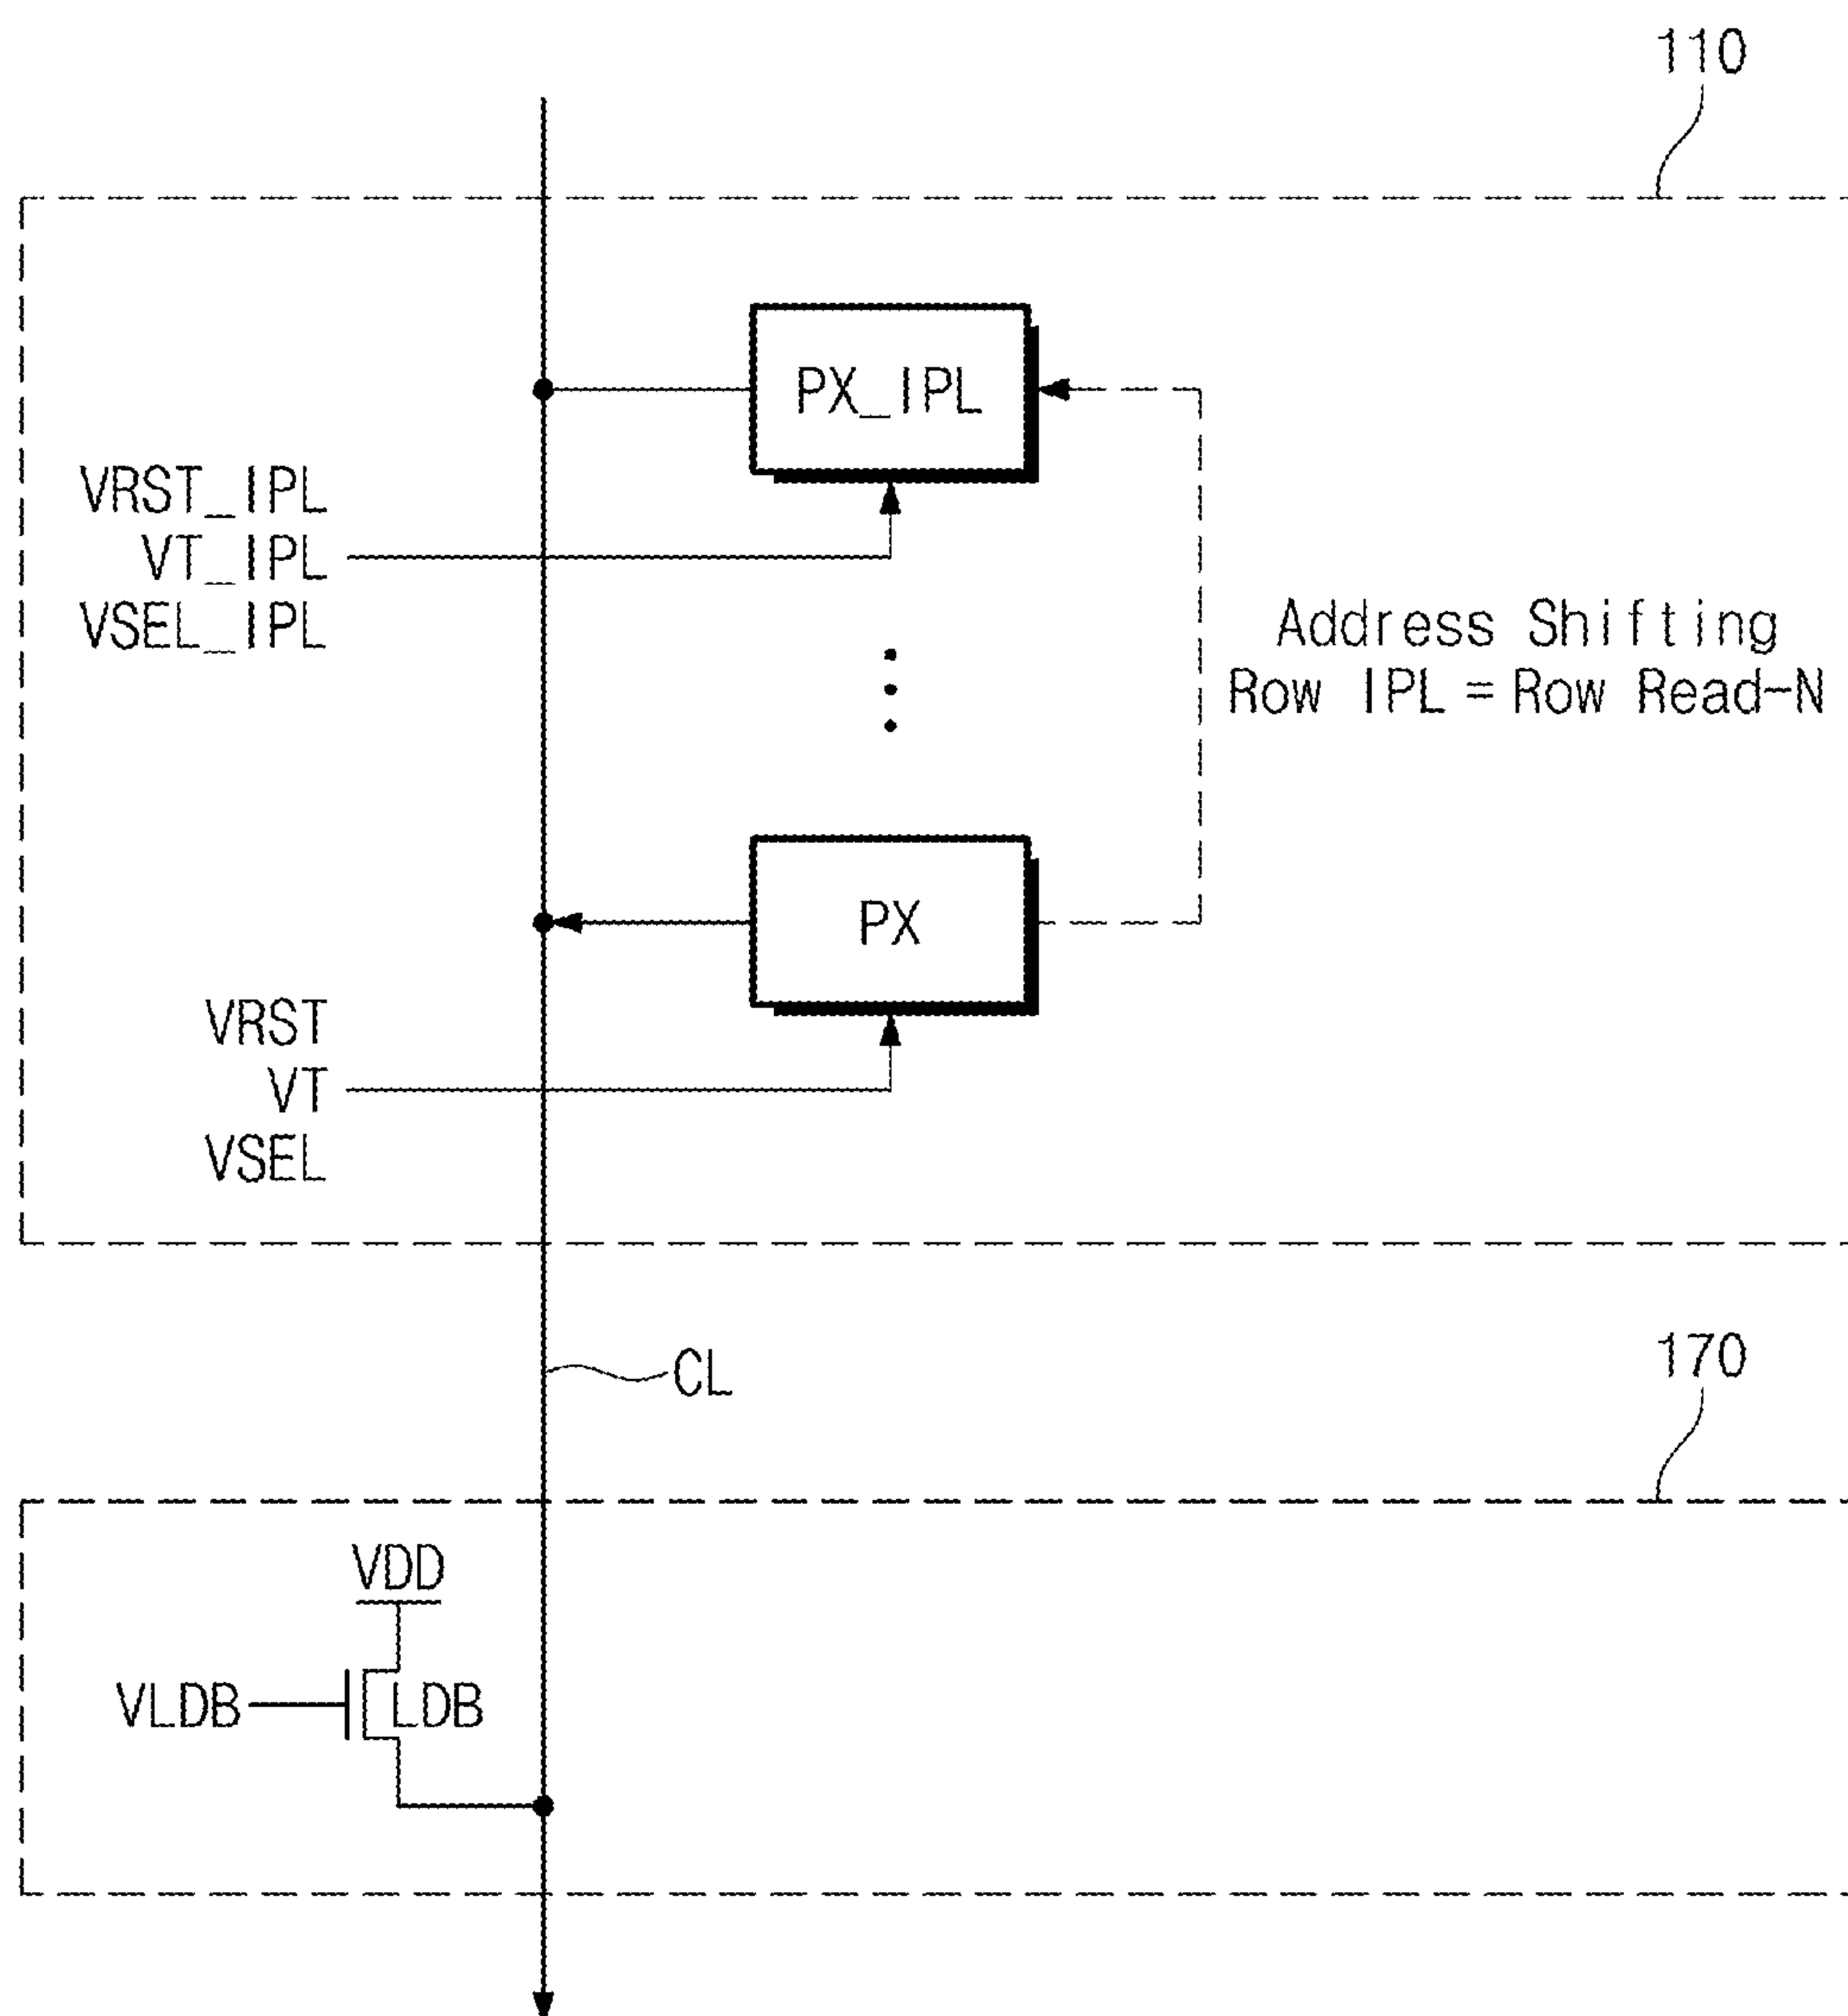 110
PX_IPL
VRST_IPL
VT_IPL
VSEL_IPL
Address Shifting
Row IPL = Row Read-N
PX
VRST
VT
VSEL
CL
170
VDD
VLDB
LDB